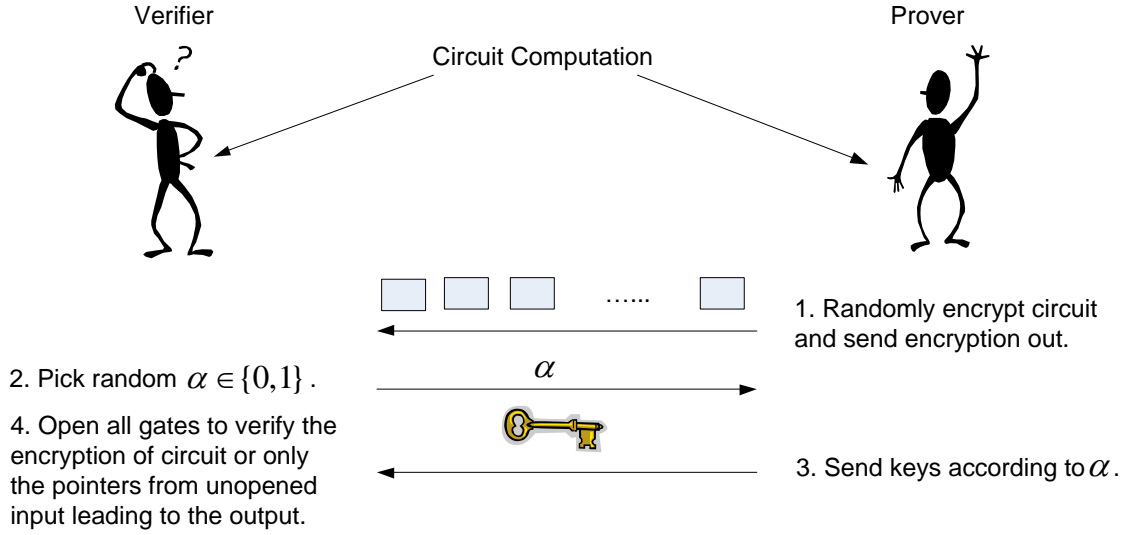 Verifier
Prover
?
Circuit Computation
…...
1. Randomly encrypt circuit
and send encryption out.
2. Pick random α ∈ {0,1} .
α
4. Open all gates to verify the
encryption of circuit or only
the pointers from unopened
input leading to the output.
3. Send keys according to α .